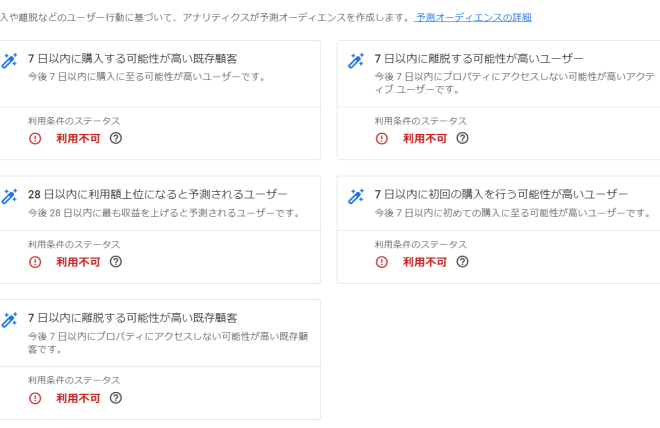 入や離脱などのユーザー行動に基づいて、アナリティクスが予測オーディエンスを作成します。 予測オーディエンスの詳細
7 日以内に購入する可能性が高い既存顧客
今後 7 日以内に購入に至る可能性が高いユーザーです。
利用条件のステータス
利用不可
7 日以内に離脱する可能性が高いユーザー
今後 7 日以内にプロパティにアクセスしない可能性が高いアクテ
ィブ ユーザーです。
利用条件のステータス
利用不可
28 日以内に利用額上位になると予測されるユーザー
今後 28 日以内に最も収益を上げると予測されるユーザーです。
利用条件のステータス
利用不可
7 日以内に初回の購入を行う可能性が高いユーザー
今後 7 日以内に初めての購入に至る可能性が高いユーザーです。
利用条件のステータス
利用不可
7 日以内に離脱する可能性が高い既存顧客
今後 7 日以内にプロパティにアクセスしない可能性が高い既存顧
客です。
利用条件のステータス
利用不可